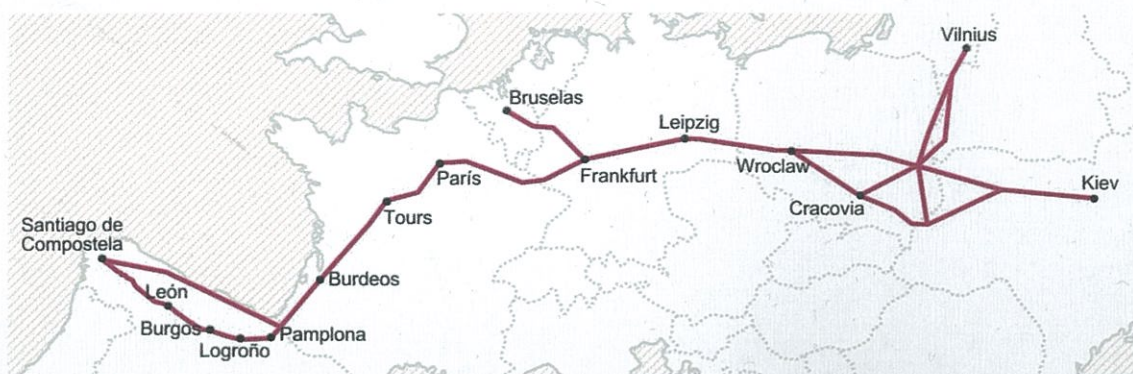 Vilnius
Bruselas
Leipzig
París
Frankfurt
Wroclaw
Kiev
Cracovia
Tours
Santiago de
Compostela
Burdeos
León
Burgos
Pamplona
Logroño